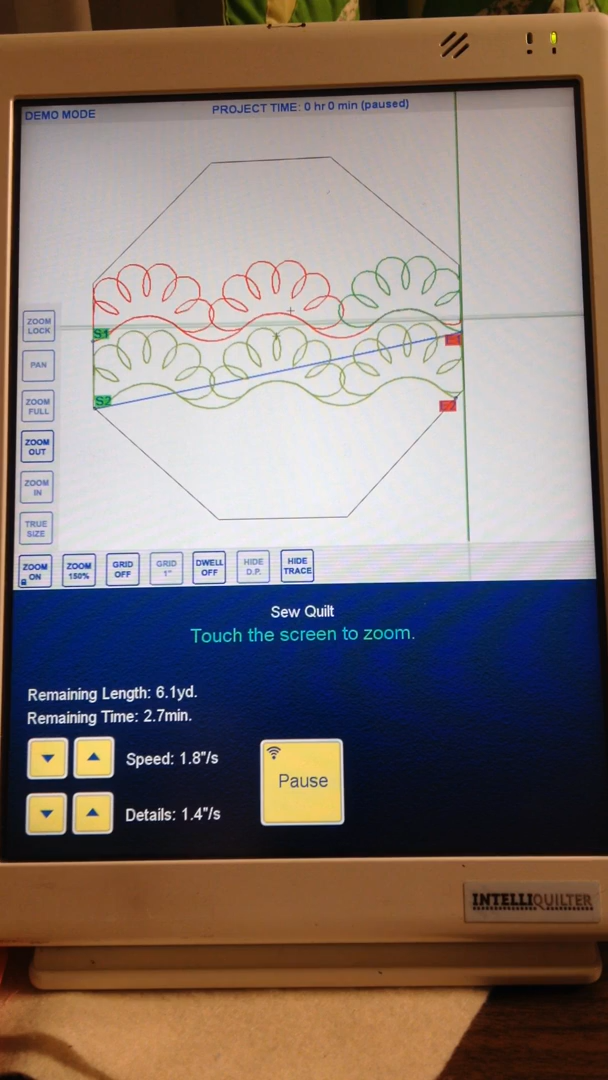 DEMO MODE
PROJECT TIME: 0 hr 0 min (paused)
S1
S2
ZOOM
LOCK
PAN
ZOOM
FULL
ZOOM
OUT
ZOOM
IN
TRUE
SIZE
ZOOM
ON
ZOOM
150%
GRID
OFF
GRID
1"
DWELL
OFF
HIDE
D.P.
HIDE
TRACE
Sew Quilt
Touch the screen to zoom.
Remaining Length: 6.1yd.
Remaining Time: 2.7min.
Speed: 1.8"/s
Pause
Details: 1.4"/s
INTELLIQUILTER